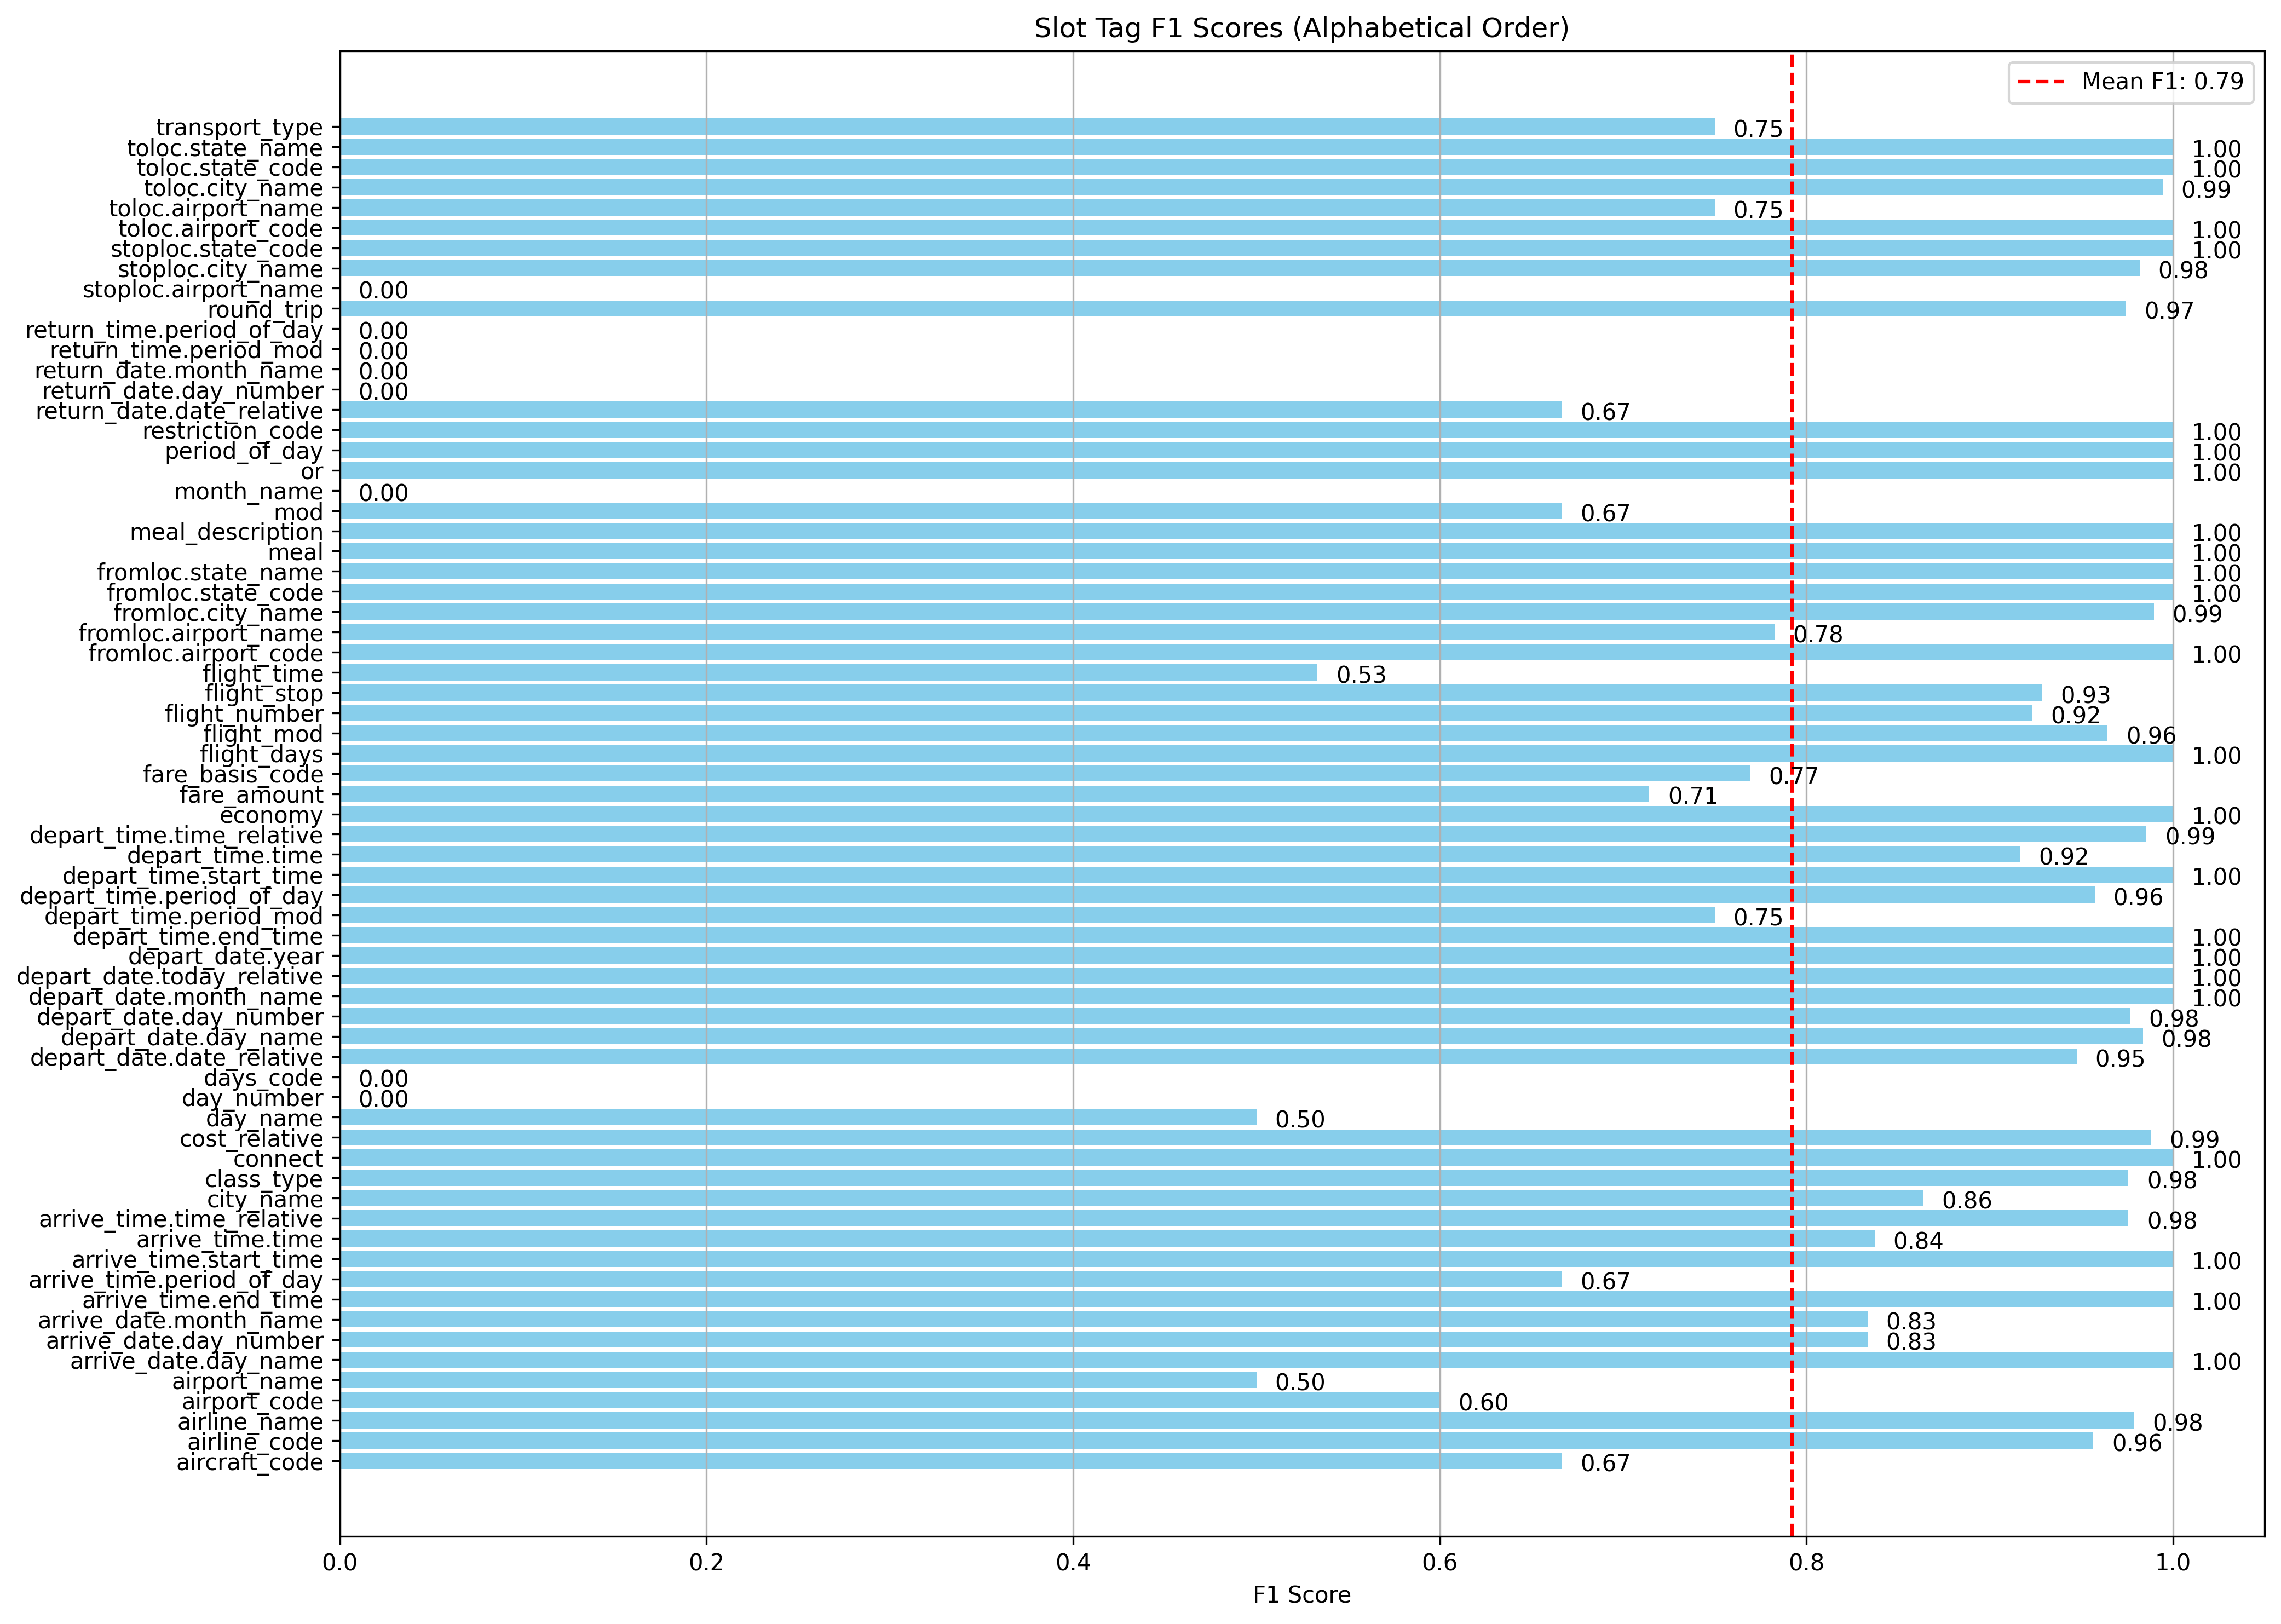 Slot Tag F1 Scores (Alphabetical Order)
Mean F1: 0.79
transport_type 0.75
toloc.state_name 1.00
toloc.state_code 1.00
toloc.city_name 0.99
toloc.airport_name 0.75
toloc.airport_code 1.00
stoploc.state_code 1.00
stoploc.city_name 0.98
stoploc.airport_name 0.00
round_trip 0.97
return_time.period_of_day 0.00
return_time.period_mod 0.00
return_date.month_name 0.00
return_date.day_number 0.00
return_date.date_relative 0.67
restriction_code 1.00
period_of_day 1.00
or 1.00
month_name 0.00
mod 0.67
meal_description 1.00
meal 1.00
fromloc.state_name 1.00
fromloc.state_code 1.00
fromloc.city_name 0.99
fromloc.airport_name 0.78
fromloc.airport_code 1.00
flight_time 0.53
flight_stop 0.93
flight_number 0.92
flight_mod 0.96
flight_days 1.00
fare_basis_code 0.77
fare_amount 0.71
economy 1.00
depart_time.time_relative 0.99
depart_time.time 0.92
depart_time.start_time 1.00
depart_time.period_of_day 0.96
depart_time.period_mod 0.75
depart_time.end_time 1.00
depart_date.year 1.00
depart_date.today_relative 1.00
depart_date.month_name 1.00
depart_date.day_number 0.98
depart_date.day_name 0.98
depart_date.date_relative 0.95
days_code 0.00
day_number 0.00
day_name 0.50
cost_relative 0.99
connect 1.00
class_type 0.98
city_name 0.86
arrive_time.time_relative 0.98
arrive_time.time 0.84
arrive_time.start_time 1.00
arrive_time.period_of_day 0.67
arrive_time.end_time 1.00
arrive_date.month_name 0.83
arrive_date.day_number 0.83
arrive_date.day_name 1.00
airport_name 0.50
airport_code 0.60
airline_name 0.98
airline_code 0.96
aircraft_code 0.67
0.0 0.2 0.4 0.6 0.8 1.0
F1 Score